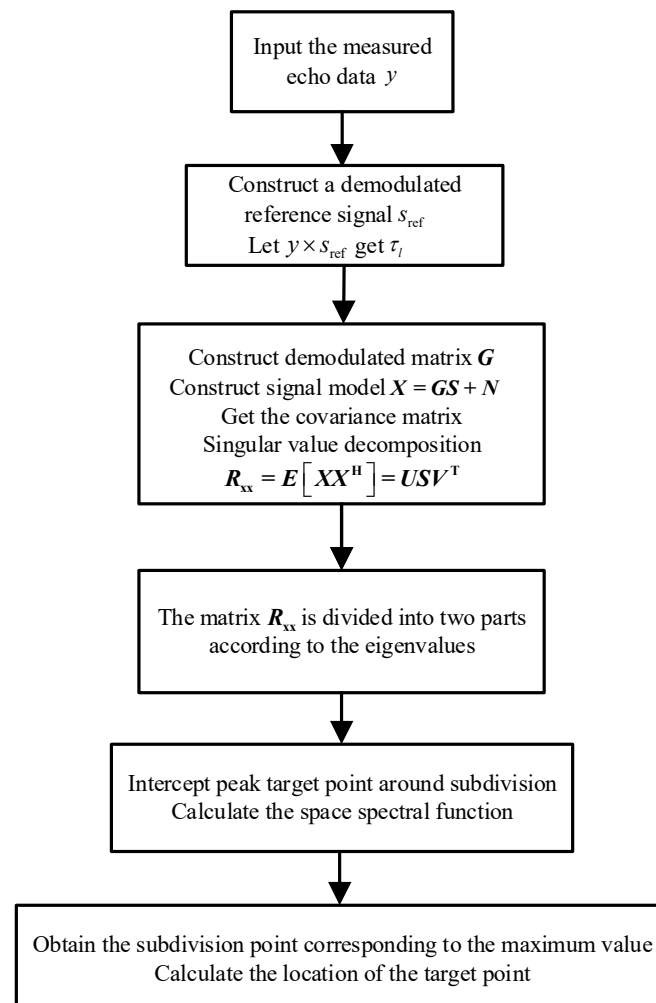 Input the measured
echo data y
Construct a demodulated
reference signal s_ref
Let y × s_ref get τ_l
Construct demodulated matrix G
Construct signal model X = GS + N
Get the covariance matrix
Singular value decomposition
R_xx = E[XX^H] = USV^T
The matrix R_xx is divided into two parts
according to the eigenvalues
Intercept peak target point around subdivision
Calculate the space spectral function
Obtain the subdivision point corresponding to the maximum value
Calculate the location of the target point